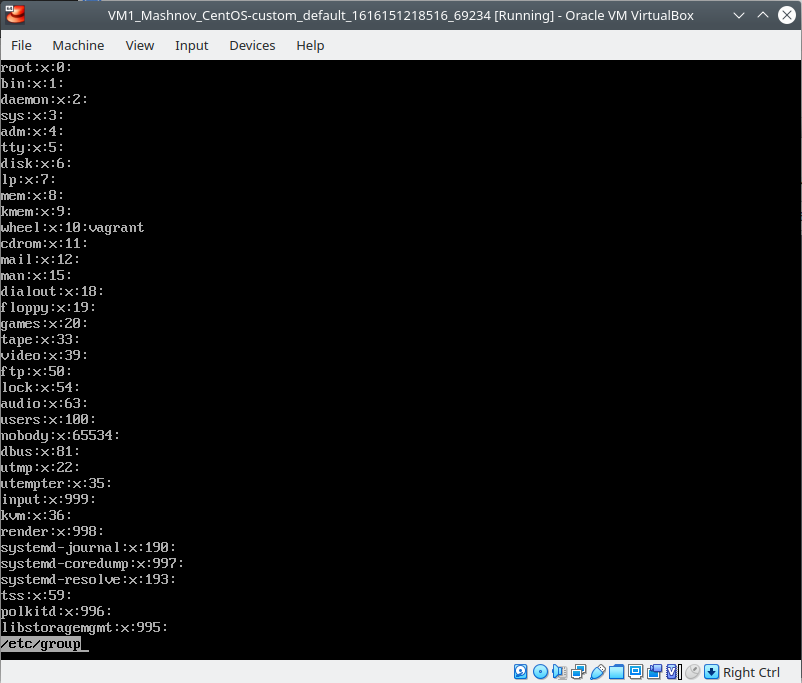 VM1_Mashnov_CentOS-custom_default_1616151218516_69234 [Running] - Oracle VM VirtualBox
File Machine View Input Devices Help
root:x:0:
bin:x:1:
daemon:x:2:
sys:x:3:
adm:x:4:
tty:x:5:
disk:x:6:
lp:x:7:
mem:x:8:
kmem:x:9:
wheel:x:10:vagrant
cdrom:x:11:
mail:x:12:
man:x:15:
dialout:x:18:
floppy:x:19:
games:x:20:
tape:x:33:
video:x:39:
ftp:x:50:
lock:x:54:
audio:x:63:
users:x:100:
nobody:x:65534:
dbus:x:81:
utmp:x:22:
utempter:x:35:
input:x:999:
kvm:x:36:
render:x:998:
systemd-journal:x:190:
systemd-coredump:x:997:
systemd-resolve:x:193:
tss:x:59:
polkitd:x:996:
libstoragemgmt:x:995:
/etc/group
Right Ctrl